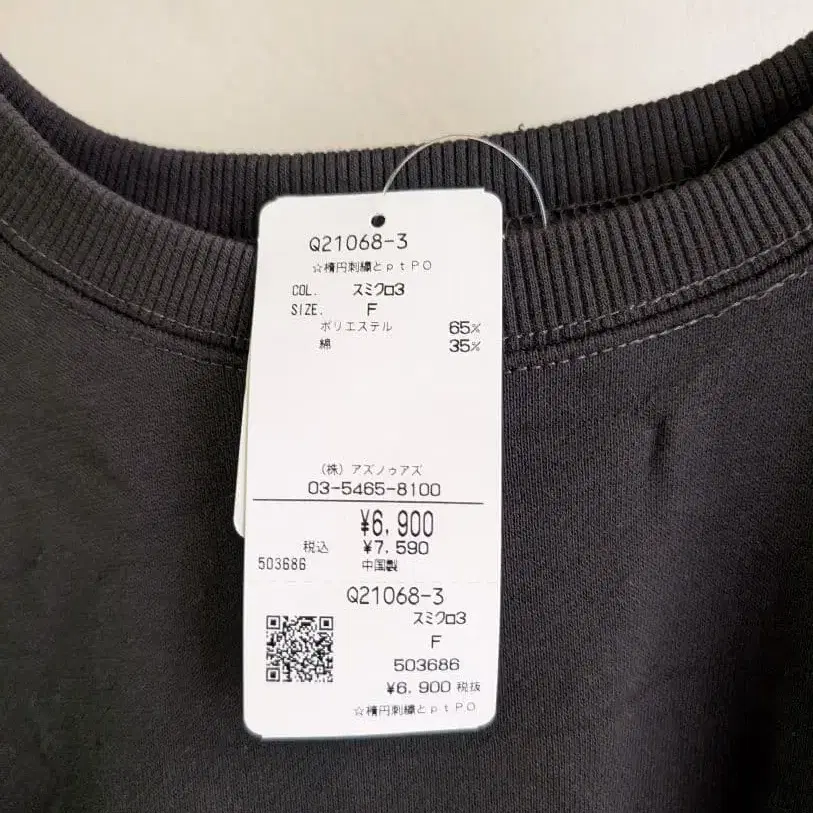 Q21068-3
☆楕円刺繍とｐｔＰＯ
COL. スミクロ3
SIZE. F
ポリエステル 65%
綿 35%
（株）アズノゥアズ
03-5465-8100
¥6,900
税込 ¥7,590
503686 中国製
Q21068-3
スミクロ3
F
503686
¥6,900 税抜
☆楕円刺繍とｐｔＰＯ